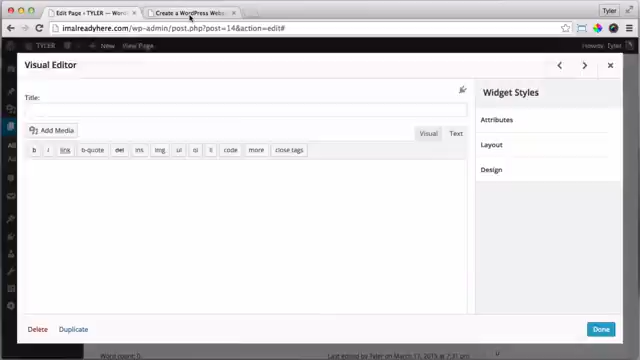 Edit Page ‹ TYLER — Word
Create a WordPress Webs
Tyler
imalreadyhere.com/wp-admin/post.php?post=14&action=edit#
TYLER
New
View Page
Howdy, Tyler
Visual Editor
Title:
Widget Styles
Attributes
Add Media
Visual
Text
Layout
b
i
link
b-quote
del
ins
img
ul
ol
li
code
more
close tags
Design
All
Delete
Duplicate
Done
Word count: 0
Last edited by Tyler on March 17, 2015 at 7:31 pm